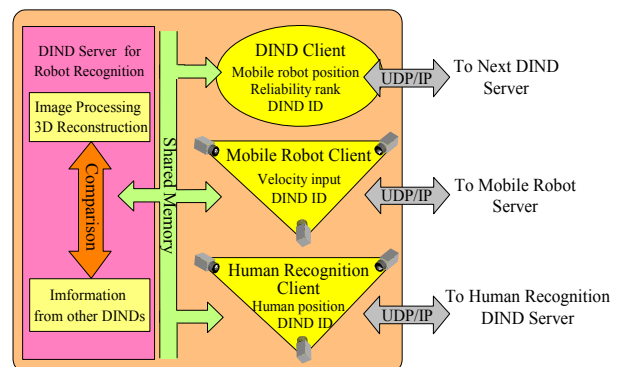 DIND Server for
Robot Recognition
Image Processing
3D Reconstruction
Comparison
Imformation
from other DINDs
Shared Memory
DIND Client
Mobile robot position
Reliability rank
DIND ID
UDP/IP
To Next DIND
Server
Mobile Robot Client
Velocity input
DIND ID
UDP/IP
To Mobile Robot
Server
Human Recognition
Client
Human position
DIND ID
UDP/IP
To Human Recognition
DIND Server